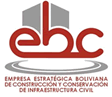 ebc
EMPRESA ESTRATÉGICA BOLIVIANA
DE CONSTRUCCIÓN Y CONSERVACIÓN
DE INFRAESTRUCTURA CIVIL